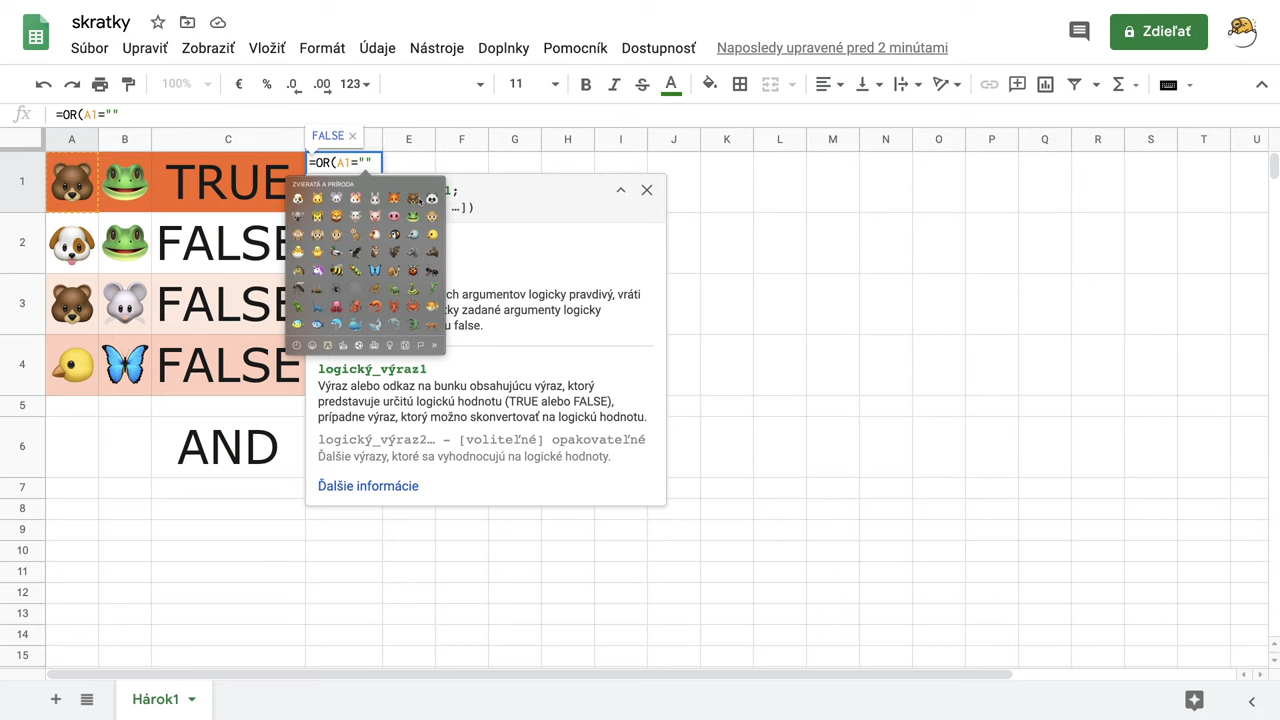 skratky
Súbor Upraviť Zobraziť Vložiť Formát Údaje Nástroje Doplnky Pomocník Dostupnosť Naposledy upravené pred 2 minútami
Zdieľať
100% € % .0 .00 123 11 B I S A
fx =OR(A1=""
A B C E F G H I J K L M N O P Q R S T U
FALSE ×
1 TRUE =OR(A1=""
ZVIERATÁ A PRÍRODA
1;
…])
2 FALSE
3 FALSE
ch argumentov logicky pravdivý, vráti
ky zadané argumenty logicky
u false.
4 FALSE
logický_výraz1
Výraz alebo odkaz na bunku obsahujúcu výraz, ktorý
predstavuje určitú logickú hodnotu (TRUE alebo FALSE),
prípadne výraz, ktorý možno skonvertovať na logickú hodnotu.
5
6 AND
logický_výraz2… – [voliteľné] opakovateľné
Ďalšie výrazy, ktoré sa vyhodnocujú na logické hodnoty.
Ďalšie informácie
7
8
9
10
11
12
13
14
15
Hárok1